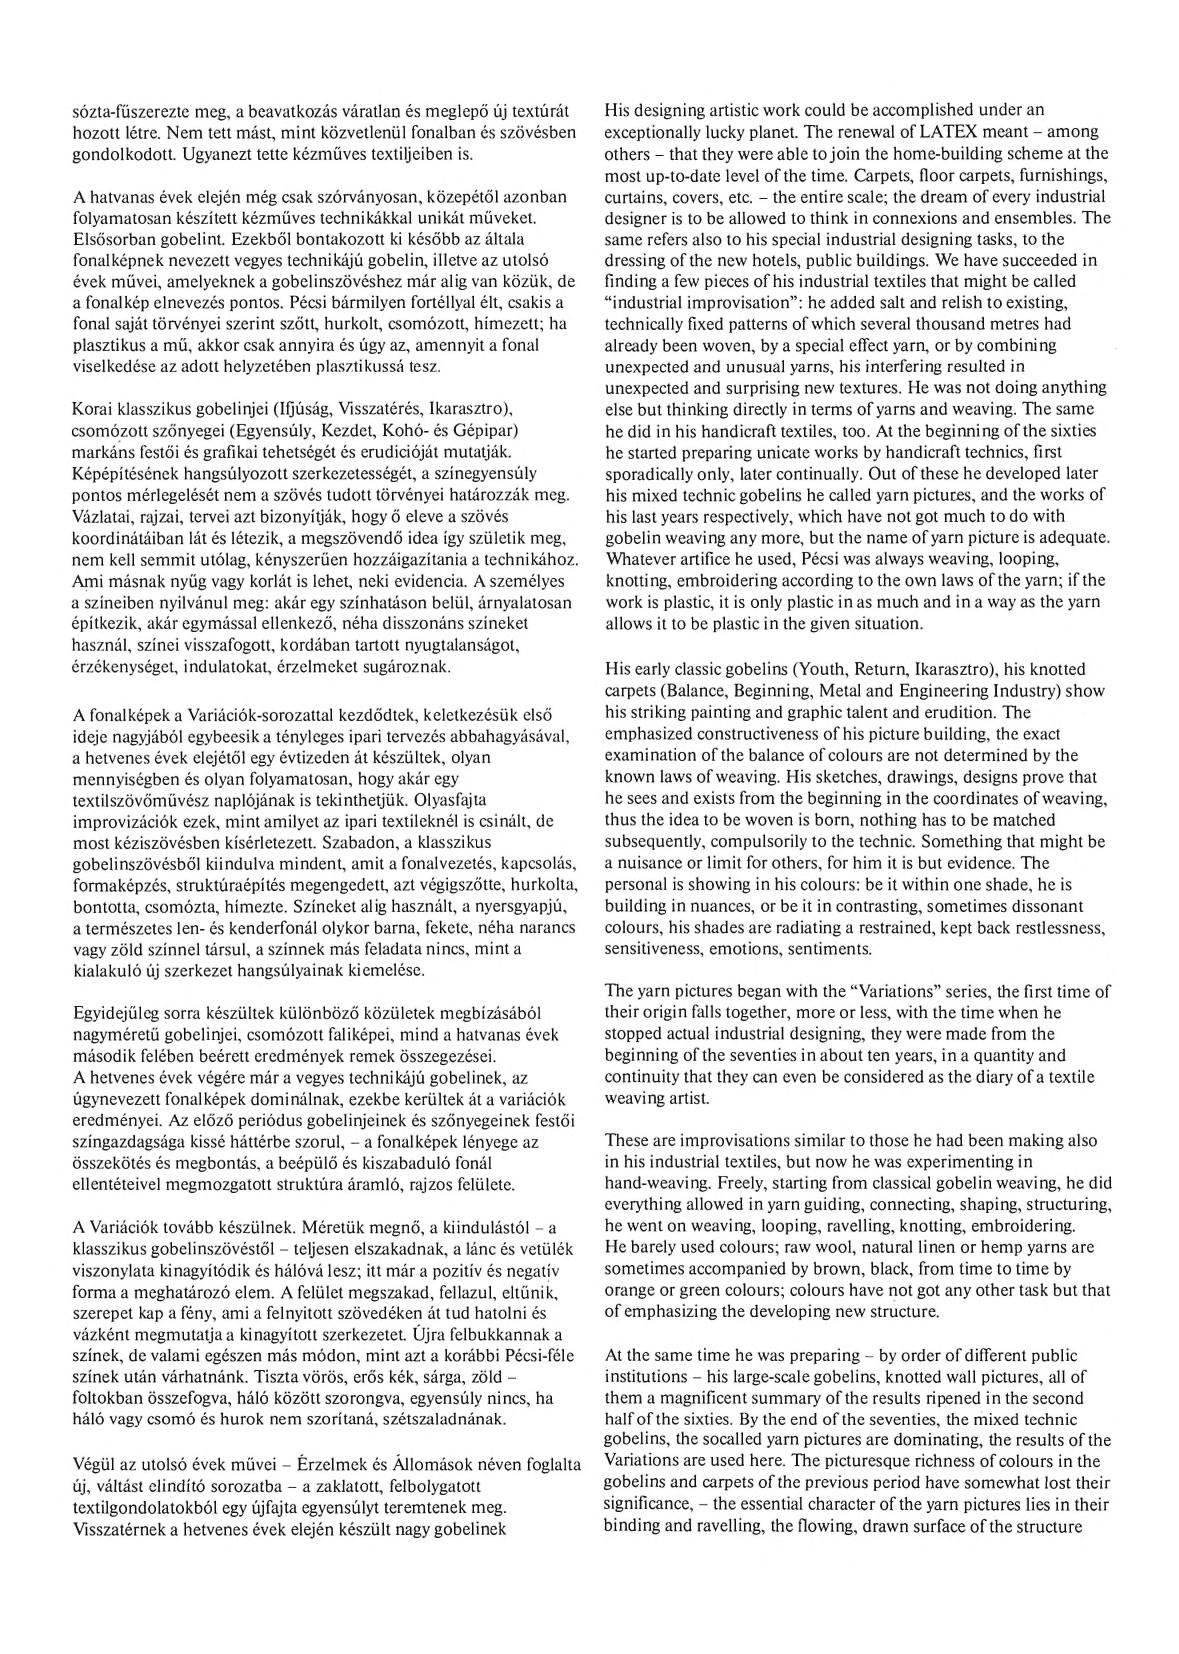 sózta-fűszerezte meg, a beavatkozás váratlan és meglepő új textúrát
hozott létre. Nem tett mást, mint közvetlenül fonalban és szövésben
gondolkodott. Ugyanezt tette kézműves textiljeiben is.

A hatvanas évek elején még csak szórványosan, közepétől azonban
folyamatosan készített kézműves technikákkal unikát műveket.
Elsősorban gobelint. Ezekből bontakozott ki később az általa
fonalképnek nevezett vegyes technikájú gobelin, illetve az utolsó
évek művei, amelyeknek a gobelinszövéshez már alig van közük, de
a fonalkép elnevezés pontos. Pécsi bármilyen fortéllyal élt, csakis a
fonal saját törvényei szerint szőtt, hurkolt, csomózott, hímezett; ha
plasztikus a mű, akkor csak annyira és úgy az, amennyit a fonal
viselkedése az adott helyzetében plasztikussá tesz.

Korai klasszikus gobelinjei (Ifjúság, Visszatérés, Ikarasztro),
csomózott szőnyegei (Egyensúly, Kezdet, Kohó- és Gépipar)
markáns festői és grafikai tehetségét és erudicióját mutatják.
Képépítésének hangsúlyozott szerkezetességét, a színegyensúly
pontos mérlegelését nem a szövés tudott törvényei határozzák meg.
Vázlatai, rajzai, tervei azt bizonyítják, hogy ő eleve a szövés
koordinátáiban lát és létezik, a megszövendő idea így születik meg,
nem kell semmit utólag, kényszerűen hozzáigazítania a technikához.
Ami másnak nyűg vagy korlát is lehet, neki evidencia. A személyes
a színeiben nyilvánul meg: akár egy színhatáson belül, árnyalatosan
építkezik, akár egymással ellenkező, néha disszonáns színeket
használ, színei visszafogott, kordában tartott nyugtalanságot,
érzékenységet, indulatokat, érzelmeket sugároznak.

A fonalképek a Variációk-sorozattal kezdődtek, keletkezésük első
ideje nagyjából egybeesik a tényleges ipari tervezés abbahagyásával,
a hetvenes évek elejétől egy évtizeden át készültek, olyan
mennyiségben és olyan folyamatosan, hogy akár egy
textilszövőművész naplójának is tekinthetjük. Olyasfajta
improvizációk ezek, mint amilyet az ipari textileknél is csinált, de
most kéziszövésben kísérletezett. Szabadon, a klasszikus
gobelinszövésből kiindulva mindent, amit a fonalvezetés, kapcsolás,
formaképzés, struktúraépítés megengedett, azt végigszőtte, hurkolta,
bontotta, csomózta, hímezte. Színeket alig használt, a nyersgyapjú,
a természetes len- és kenderfonál olykor barna, fekete, néha narancs
vagy zöld színnel társul, a színnek más feladata nincs, mint a
kialakuló új szerkezet hangsúlyainak kiemelése.

Egyidejűleg sorra készültek különböző közületek megbízásából
nagyméretű gobelinjei, csomózott faliképei, mind a hatvanas évek
második felében beérett eredmények remek összegezései.
A hetvenes évek végére már a vegyes technikájú gobelinek, az
úgynevezett fonalképek dominálnak, ezekbe kerültek át a variációk
eredményei. Az előző periódus gobelinjeinek és szőnyegeinek festői
színgazdagsága kissé háttérbe szorul, – a fonalképek lényege az
összekötés és megbontás, a beépülő és kiszabaduló fonál
ellentéteivel megmozgatott struktúra áramló, rajzos felülete.

A Variációk tovább készülnek. Méretük megnő, a kiindulástól – a
klasszikus gobelinszövéstől – teljesen elszakadnak, a lánc és vetülék
viszonylata kinagyítódik és hálóvá lesz; itt már a pozitív és negatív
forma a meghatározó elem. A felület megszakad, fellazul, eltűnik,
szerepet kap a fény, ami a felnyitott szövedéken át tud hatolni és
vázként megmutatja a kinagyított szerkezetet. Újra felbukkannak a
színek, de valami egészen más módon, mint azt a korábbi Pécsi-féle
színek után várhatnánk. Tiszta vörös, erős kék, sárga, zöld –
foltokban összefogva, háló között szorongva, egyensúly nincs, ha
háló vagy csomó és hurok nem szorítaná, szétszaladnának.

Végül az utolsó évek művei – Érzelmek és Állomások néven foglalta
új, váltást elindító sorozatba – a zaklatott, felbolygatott
textilgondolatokból egy újfajta egyensúlyt teremtenek meg.
Visszatérnek a hetvenes évek elején készült nagy gobelinek

His designing artistic work could be accomplished under an
exceptionally lucky planet. The renewal of LATEX meant – among
others – that they were able to join the home-building scheme at the
most up-to-date level of the time. Carpets, floor carpets, furnishings,
curtains, covers, etc. – the entire scale; the dream of every industrial
designer is to be allowed to think in connexions and ensembles. The
same refers also to his special industrial designing tasks, to the
dressing of the new hotels, public buildings. We have succeeded in
finding a few pieces of his industrial textiles that might be called
“industrial improvisation”: he added salt and relish to existing,
technically fixed patterns of which several thousand metres had
already been woven, by a special effect yarn, or by combining
unexpected and unusual yarns, his interfering resulted in
unexpected and surprising new textures. He was not doing anything
else but thinking directly in terms of yarns and weaving. The same
he did in his handicraft textiles, too. At the beginning of the sixties
he started preparing unicate works by handicraft technics, first
sporadically only, later continually. Out of these he developed later
his mixed technic gobelins he called yarn pictures, and the works of
his last years respectively, which have not got much to do with
gobelin weaving any more, but the name of yarn picture is adequate.
Whatever artifice he used, Pécsi was always weaving, looping,
knotting, embroidering according to the own laws of the yarn; if the
work is plastic, it is only plastic in as much and in a way as the yarn
allows it to be plastic in the given situation.

His early classic gobelins (Youth, Return, Ikarasztro), his knotted
carpets (Balance, Beginning, Metal and Engineering Industry) show
his striking painting and graphic talent and erudition. The
emphasized constructiveness of his picture building, the exact
examination of the balance of colours are not determined by the
known laws of weaving. His sketches, drawings, designs prove that
he sees and exists from the beginning in the coordinates of weaving,
thus the idea to be woven is born, nothing has to be matched
subsequently, compulsorily to the technic. Something that might be
a nuisance or limit for others, for him it is but evidence. The
personal is showing in his colours: be it within one shade, he is
building in nuances, or be it in contrasting, sometimes dissonant
colours, his shades are radiating a restrained, kept back restlessness,
sensitiveness, emotions, sentiments.

The yarn pictures began with the “Variations” series, the first time of
their origin falls together, more or less, with the time when he
stopped actual industrial designing, they were made from the
beginning of the seventies in about ten years, in a quantity and
continuity that they can even be considered as the diary of a textile
weaving artist.

These are improvisations similar to those he had been making also
in his industrial textiles, but now he was experimenting in
hand-weaving. Freely, starting from classical gobelin weaving, he did
everything allowed in yarn guiding, connecting, shaping, structuring,
he went on weaving, looping, ravelling, knotting, embroidering.
He barely used colours; raw wool, natural linen or hemp yarns are
sometimes accompanied by brown, black, from time to time by
orange or green colours; colours have not got any other task but that
of emphasizing the developing new structure.

At the same time he was preparing – by order of different public
institutions – his large-scale gobelins, knotted wall pictures, all of
them a magnificent summary of the results ripened in the second
half of the sixties. By the end of the seventies, the mixed technic
gobelins, the socalled yarn pictures are dominating, the results of the
Variations are used here. The picturesque richness of colours in the
gobelins and carpets of the previous period have somewhat lost their
significance, – the essential character of the yarn pictures lies in their
binding and ravelling, the flowing, drawn surface of the structure